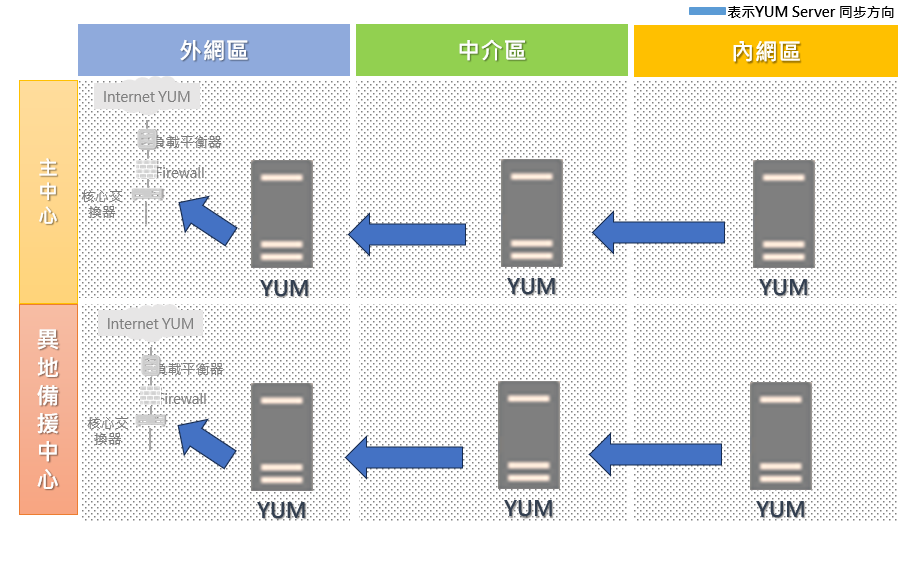 表示YUM Server 同步方向
外網區
中介區
內網區
主中心
Internet YUM
負載平衡器
Firewall
核心交
換器
YUM
YUM
YUM
異地備援中心
Internet YUM
負載平衡器
Firewall
核心交
換器
YUM
YUM
YUM